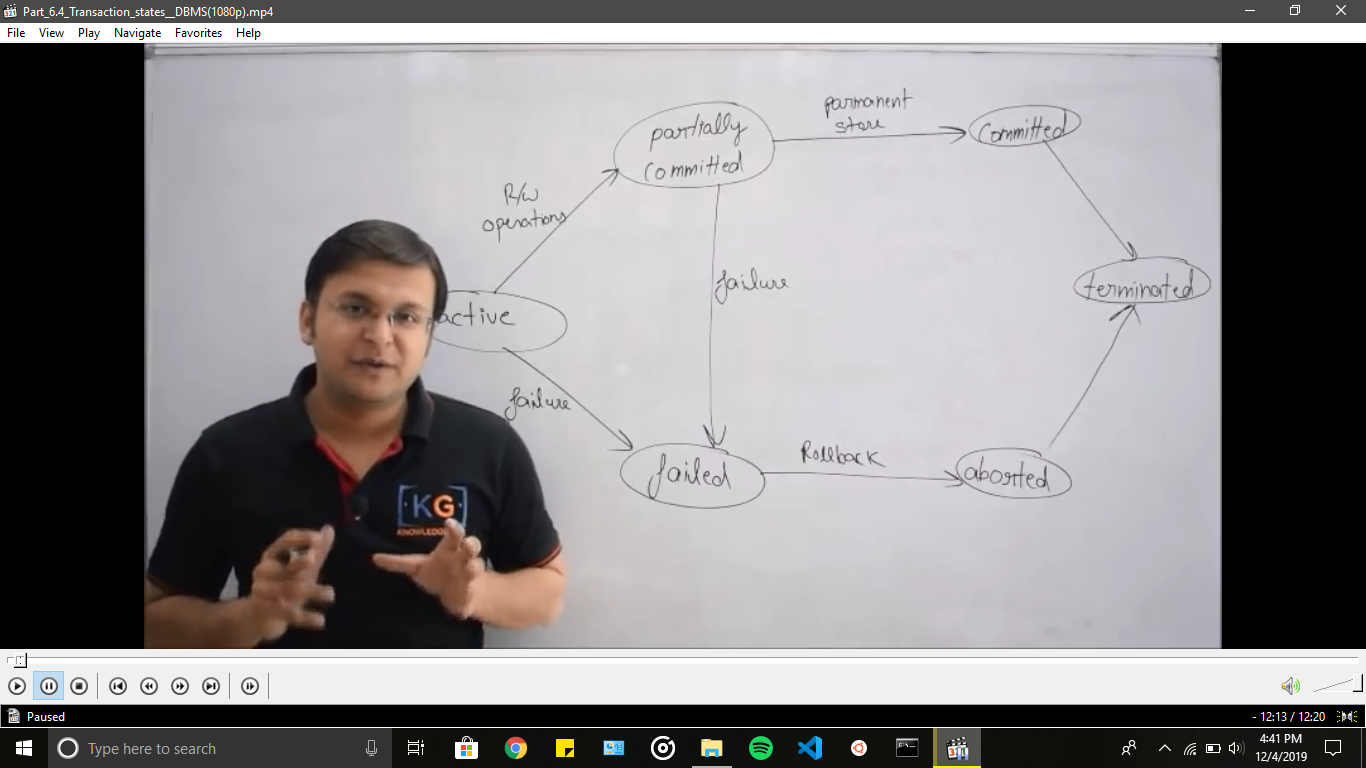 Part_6.4_Transaction_states__DBMS(1080p).mp4
File View Play Navigate Favorites Help
parmanent
store
partially
committed
committed
R/W
operations
terminated
failure
active
failure
Rollback
failed
aborted
KG
KNOWLEDGE
Paused
- 12:13 / 12:20
Type here to search
4:41 PM
12/4/2019